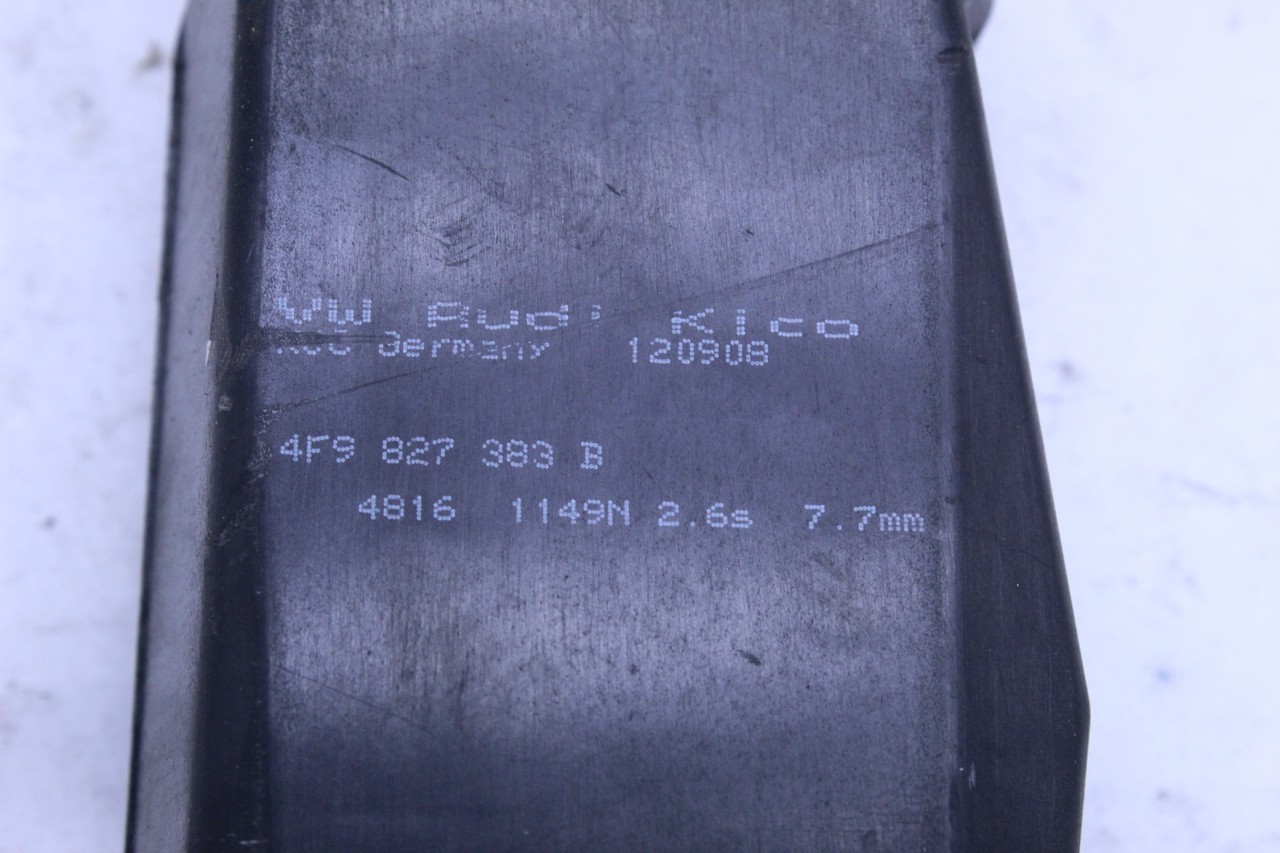 VW Audi Kico
Germany 120908
4F9 827 383 B
4816 1149N 2.6s 7.7mm